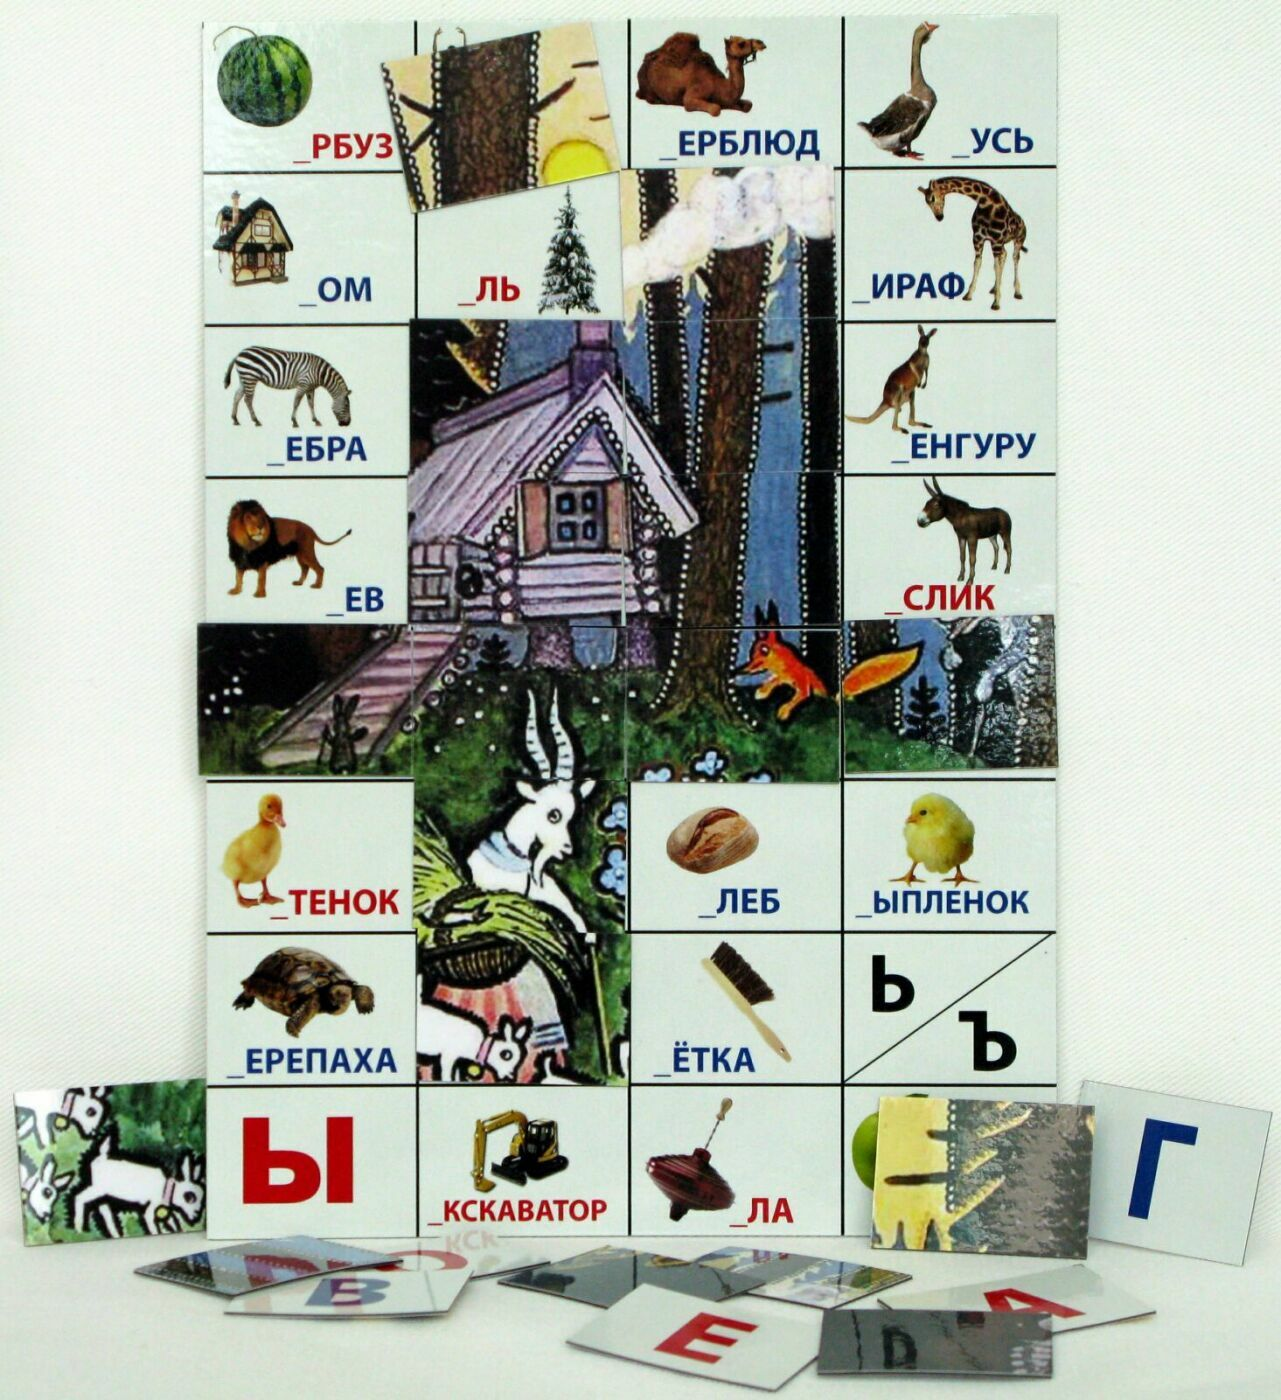 _РБУЗ
_ЕРБЛЮД
_УСЬ
_ОМ
_ЛЬ
_ИРАФ
_ЕБРА
_ЕНГУРУ
_ЕВ
_СЛИК
_ТЕНОК
_ЛЕБ
_ЫПЛЕНОК
_ЕРЕПАХА
_ЁТКА
Ь
Ъ
Ы
_КСКАВАТОР
_ЛА
Г
В
Е
А